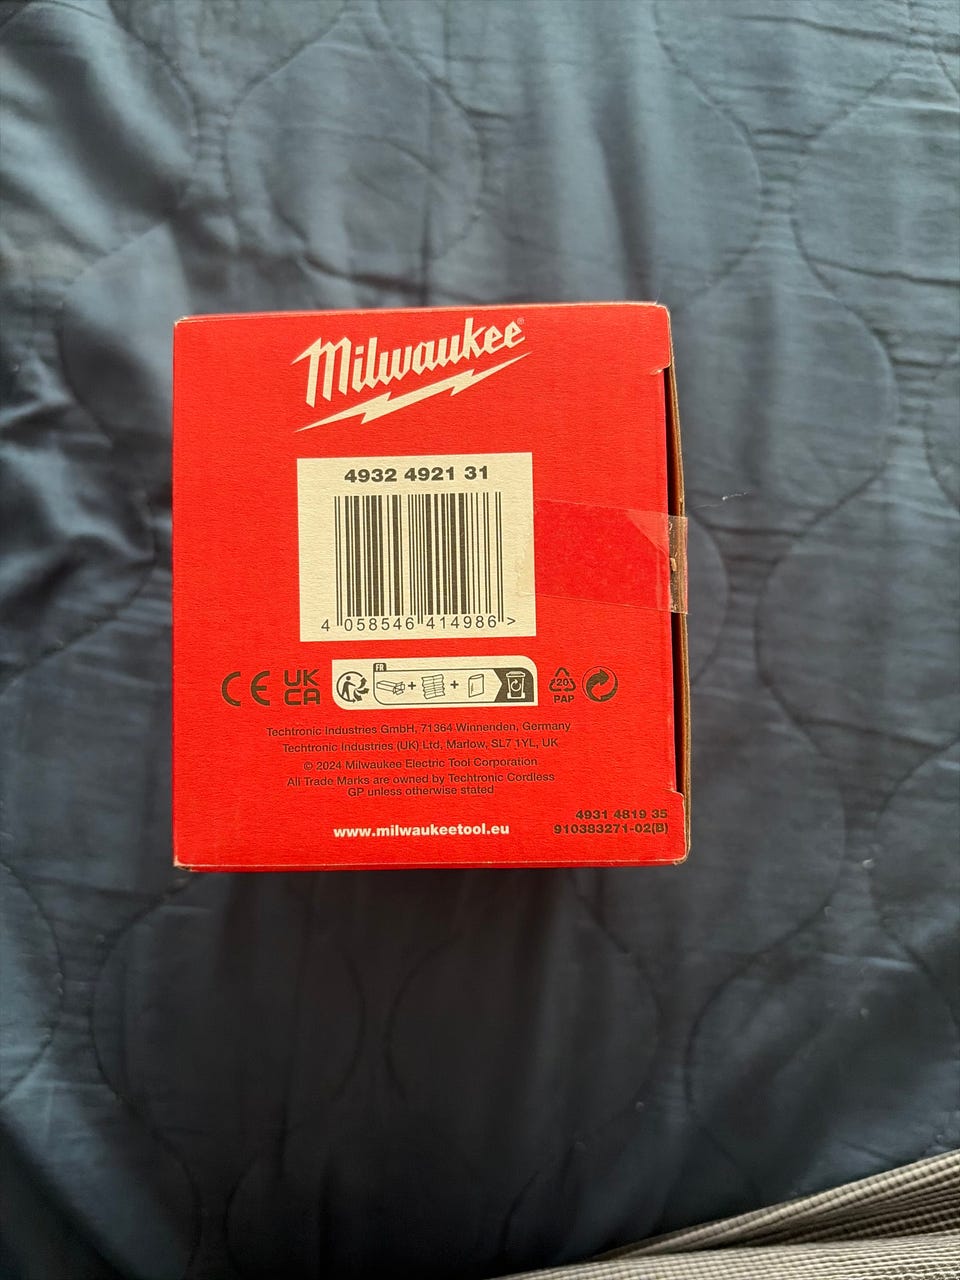 Milwaukee®
4932 4921 31
4 058546 414986 >
CE UK CA
FR
20 PAP
Techtronic Industries GmbH, 71364 Winnenden, Germany
Techtronic Industries (UK) Ltd, Marlow, SL7 1YL, UK
© 2024 Milwaukee Electric Tool Corporation
All Trade Marks are owned by Techtronic Cordless
GP unless otherwise stated
4931 4819 35
www.milwaukeetool.eu
910383271-02(B)